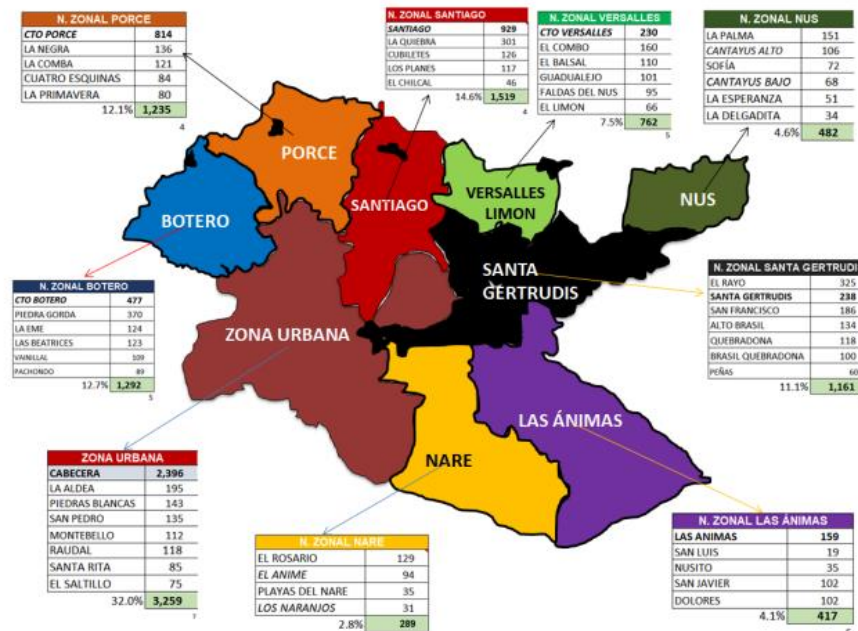 N. ZONAL PORCE
CTO PORCE 814
LA NEGRA 136
LA COMBA 121
CUATRO ESQUINAS 84
LA PRIMAVERA 80
12.1% 1,235
4
N. ZONAL SANTIAGO
SANTIAGO 929
LA QUIEBRA 301
CUBILETES 126
LOS PLANES 117
EL CHILCAL 46
14.6% 1,519
4
N. ZONAL VERSALLES
CTO VERSALLES 230
EL COMBO 160
EL BALSAL 110
GUADUALEJO 101
FALDAS DEL NUS 95
EL LIMON 66
7.5% 762
5
N. ZONAL NUS
LA PALMA 151
CANTAYUS ALTO 106
SOFÍA 72
CANTAYUS BAJO 68
LA ESPERANZA 51
LA DELGADITA 34
4.6% 482
PORCE
BOTERO
SANTIAGO
VERSALLES
LIMON
NUS
SANTA
GERTRUDIS
ZONA URBANA
LAS ÁNIMAS
NARE
N. ZONAL BOTERO
CTO BOTERO 477
PIEDRA GORDA 370
LA EME 124
LAS BEATRICES 123
VAINILLAL 109
PACHONDO 89
12.7% 1,292
5
N. ZONAL SANTA GERTRUDI
EL RAYO 325
SANTA GERTRUDIS 238
SAN FRANCISCO 186
ALTO BRASIL 134
QUEBRADONA 118
BRASIL QUEBRADONA 100
PEÑAS 60
11.1% 1,161
ZONA URBANA
CABECERA 2,396
LA ALDEA 195
PIEDRAS BLANCAS 143
SAN PEDRO 135
MONTEBELLO 112
RAUDAL 118
SANTA RITA 85
EL SALTILLO 75
32.0% 3,259
7
N. ZONAL NARE
EL ROSARIO 129
EL ANIME 94
PLAYAS DEL NARE 35
LOS NARANJOS 31
2.8% 289
N. ZONAL LAS ÁNIMAS
LAS ANIMAS 159
SAN LUIS 19
NUSITO 35
SAN JAVIER 102
DOLORES 102
4.1% 417